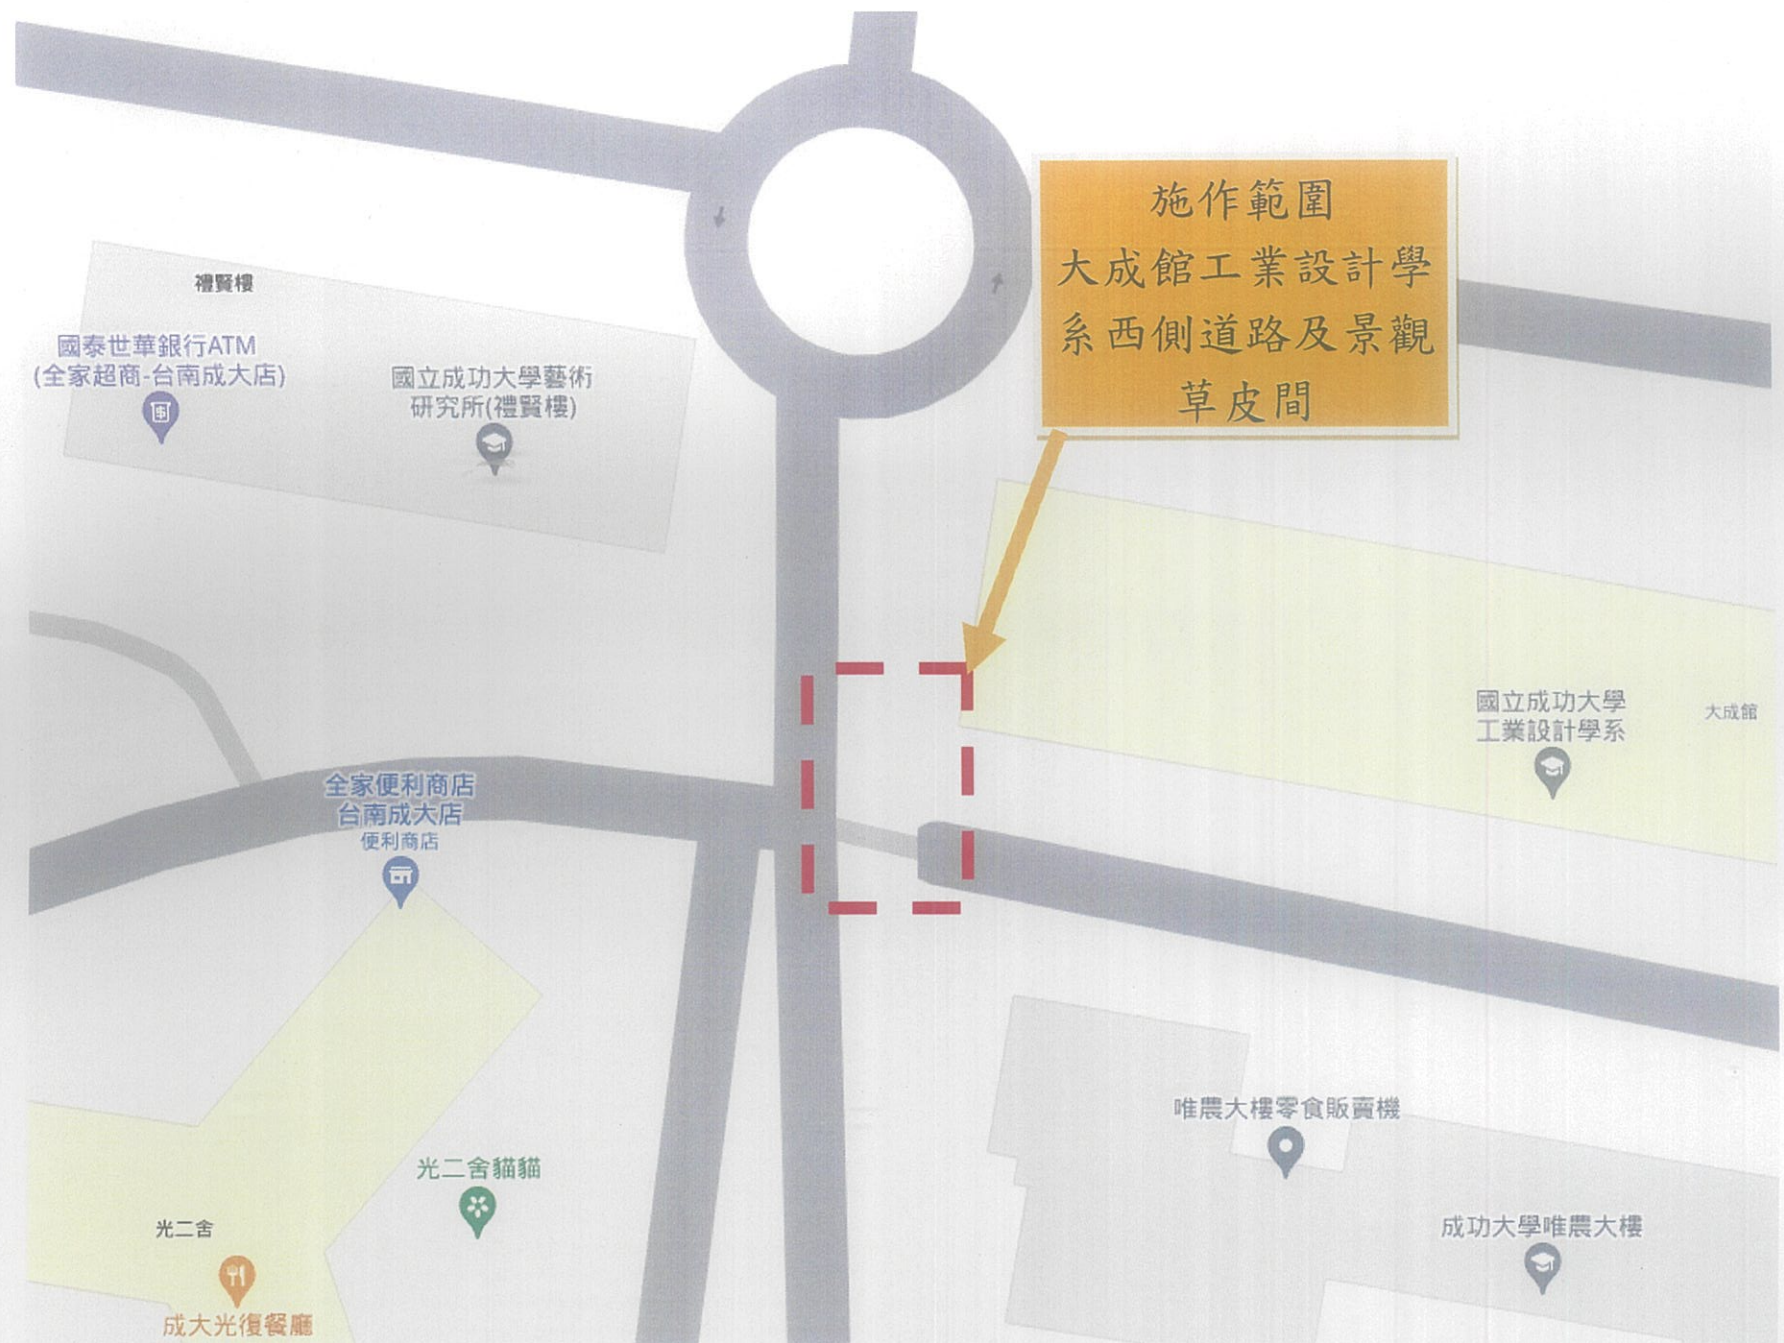 施作範圍
大成館工業設計學
系西側道路及景觀
草皮間
禮賢樓
國泰世華銀行ATM
(全家超商-台南成大店)
國立成功大學藝術
研究所(禮賢樓)
國立成功大學
工業設計學系
大成館
全家便利商店
台南成大店
便利商店
唯農大樓零食販賣機
光二舍貓貓
光二舍
成功大學唯農大樓
成大光復餐廳